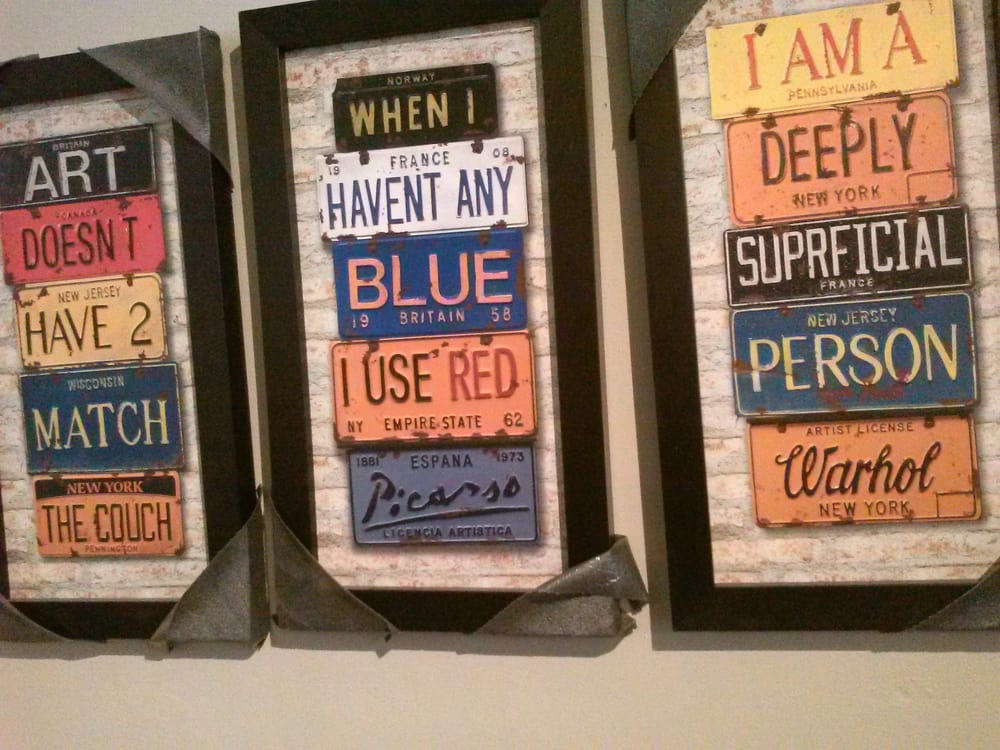 BRITAIN
ART
CANADA
DOESN'T
NEW JERSEY
HAVE 2
WISCONSIN
MATCH
NEW YORK
THE COUCH
PENNINGTON
NORWAY
WHEN I
19 FRANCE 08
HAVENT ANY
BLUE
19 BRITAIN 58
I USE RED
NY EMPIRE STATE 62
1881 ESPANA 1973
Picasso
LICENCIA ARTISTICA
I AM A
PENNSYLVANIA
DEEPLY
NEW YORK
SUPRFICIAL
FRANCE
NEW JERSEY
PERSON
ARTIST LICENSE
Warhol
NEW YORK